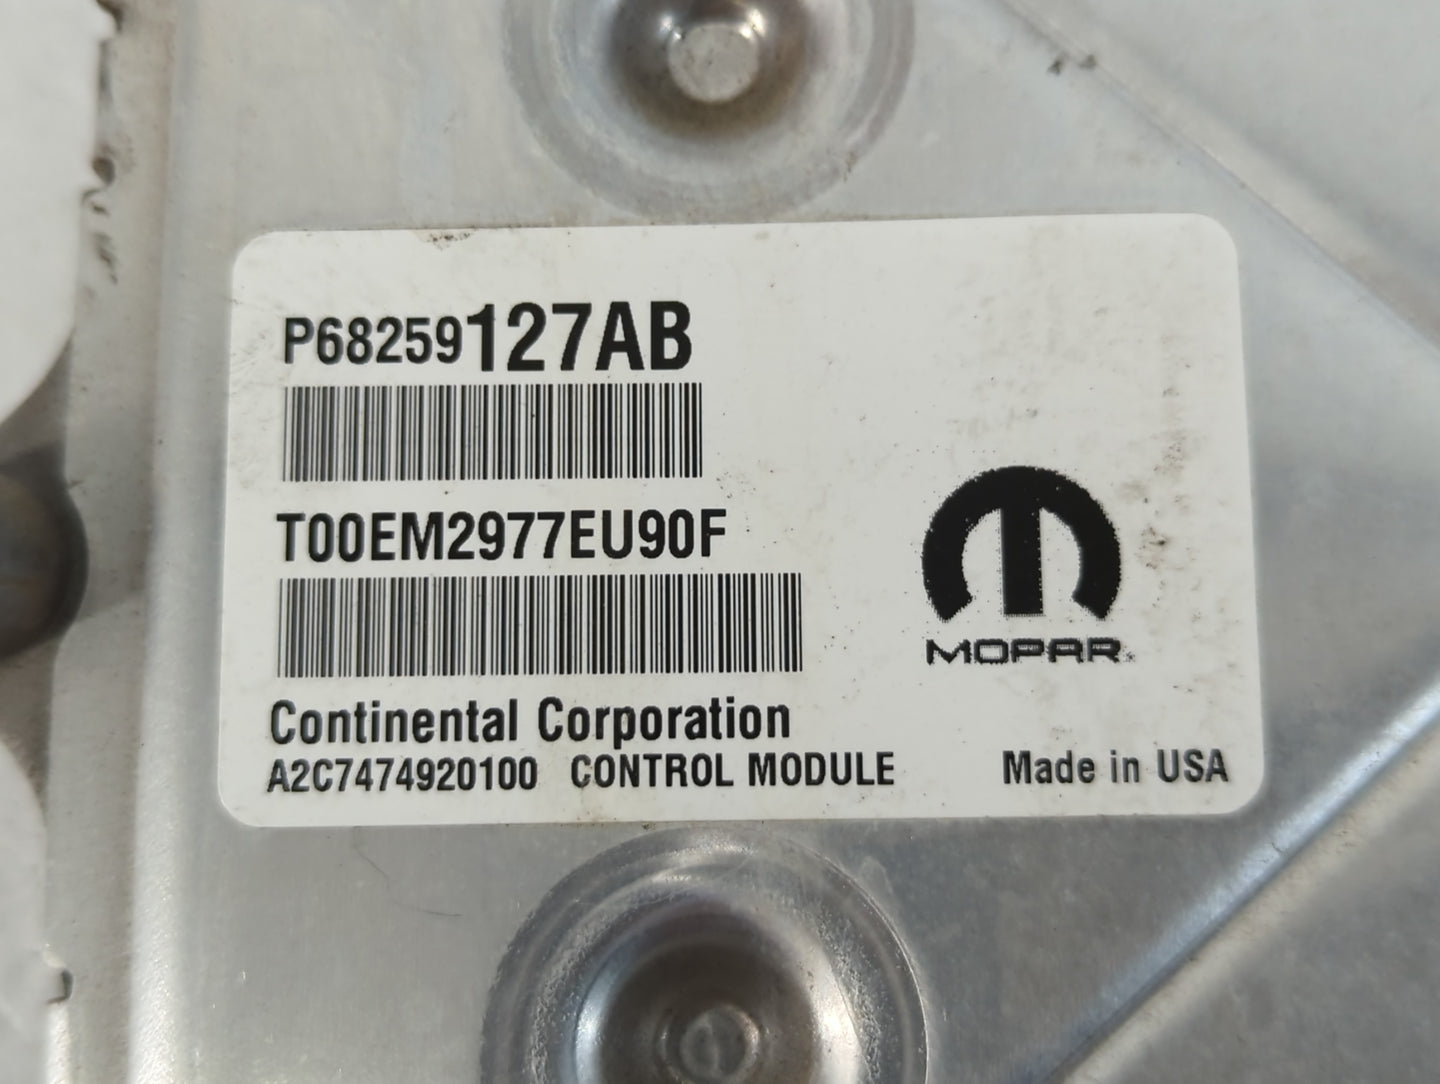 P68259127AB
T00EM2977EU90F
MOPAR
Continental Corporation
A2C7474920100 CONTROL MODULE Made in USA